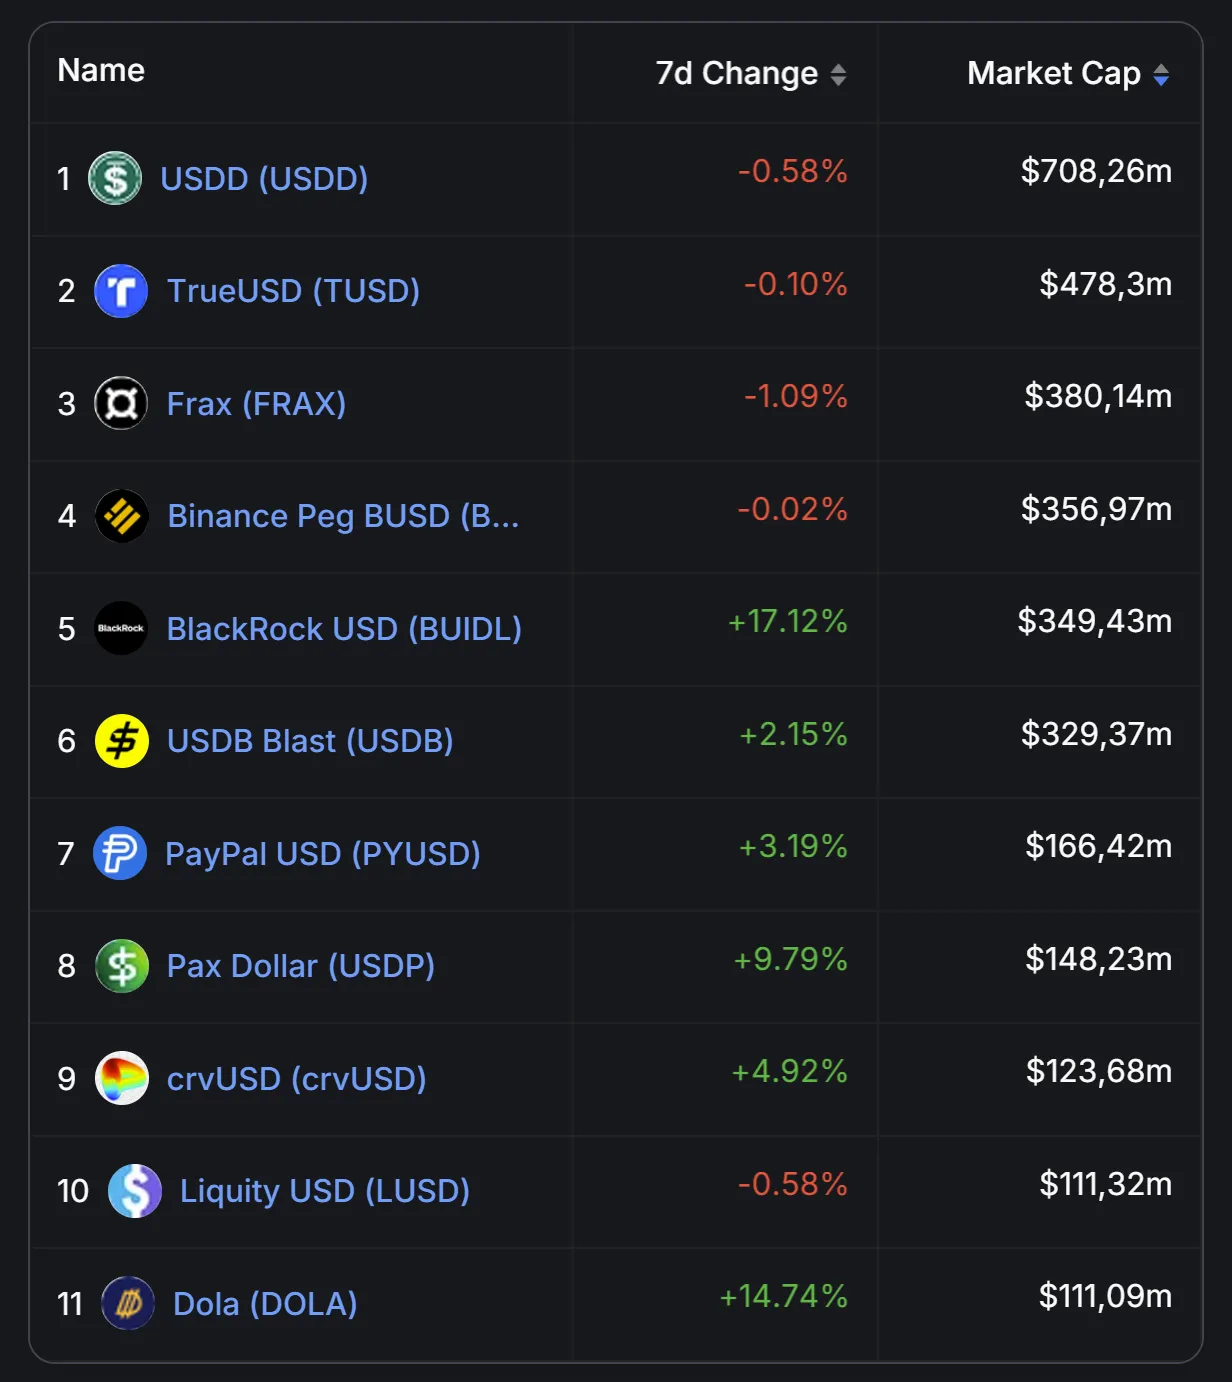 Name 7d Change Market Cap
1 USDD (USDD) -0.58% $708,26m
2 TrueUSD (TUSD) -0.10% $478,3m
3 Frax (FRAX) -1.09% $380,14m
4 Binance Peg BUSD (B... -0.02% $356,97m
5 BlackRock BlackRock USD (BUIDL) +17.12% $349,43m
6 USDB Blast (USDB) +2.15% $329,37m
7 PayPal USD (PYUSD) +3.19% $166,42m
8 Pax Dollar (USDP) +9.79% $148,23m
9 crvUSD (crvUSD) +4.92% $123,68m
10 Liquity USD (LUSD) -0.58% $111,32m
11 Dola (DOLA) +14.74% $111,09m